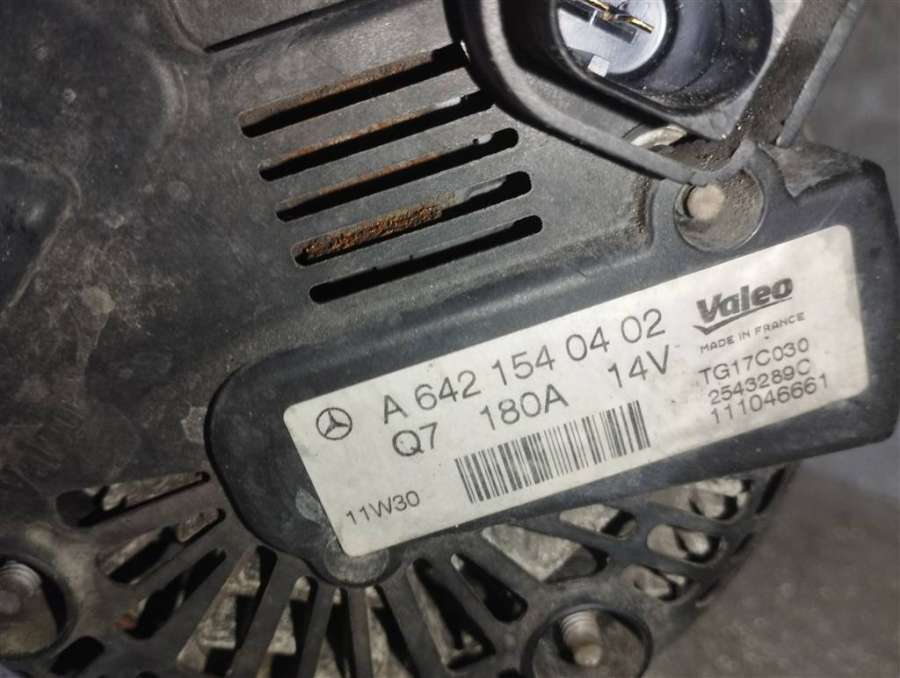 A 642 154 04 02
Q7 180A 14V
11W30
Valeo
MADE IN FRANCE
TG17C030
2543289C
111046661